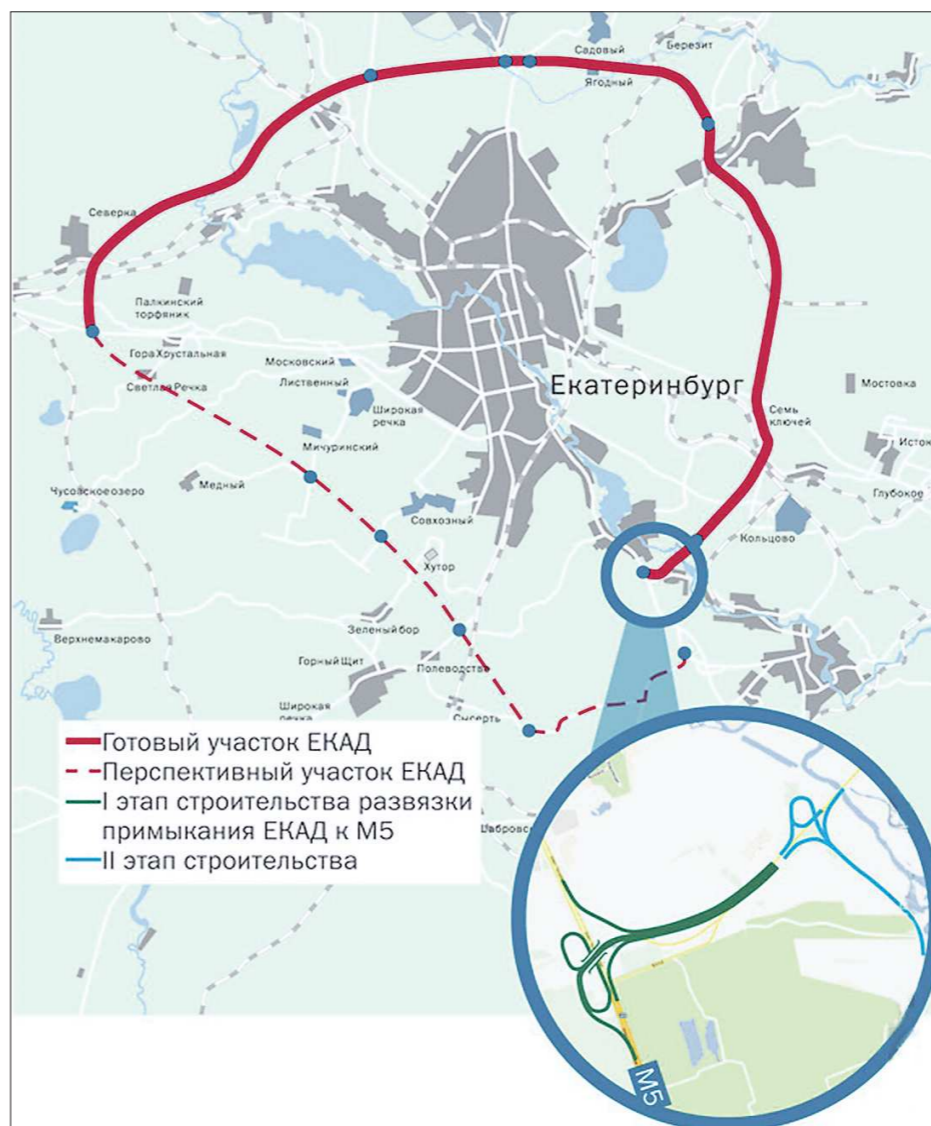 Садовый
Березит
Ягодный
Северка
Палкинский
торфяник
Гора Хрустальная
Светлая Речка
Московский
Лиственный
Широкая
речка
Мичуринский
Екатеринбург
Мостовка
Семь
ключей
Исток
Глубокое
Медный
Чусовское озеро
Совхозный
Кольцово
Хутор
Верхнемакарово
Зеленый бор
Горный Щит
Полеводство
Широкая
речка
Сысерть
Готовый участок ЕКАД
Перспективный участок ЕКАД
I этап строительства развязки
примыкания ЕКАД к М5
II этап строительства
Шабровс
М5